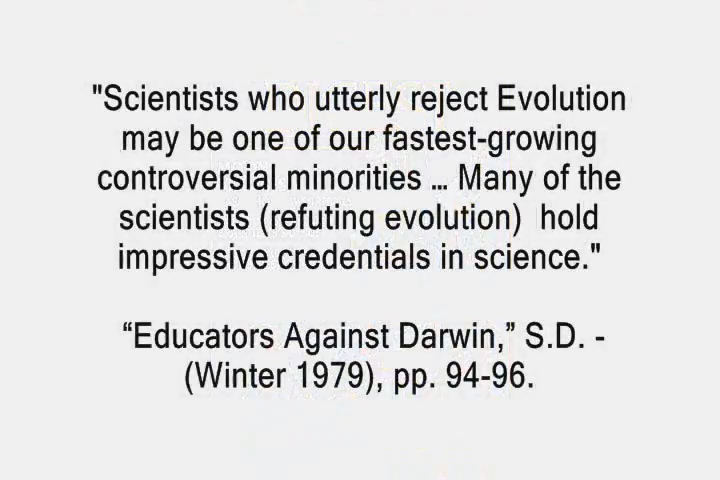 "Scientists who utterly reject Evolution
may be one of our fastest-growing
controversial minorities ... Many of the
scientists (refuting evolution)  hold
impressive credentials in science."
“Educators Against Darwin,” S.D. -
(Winter 1979), pp. 94-96.